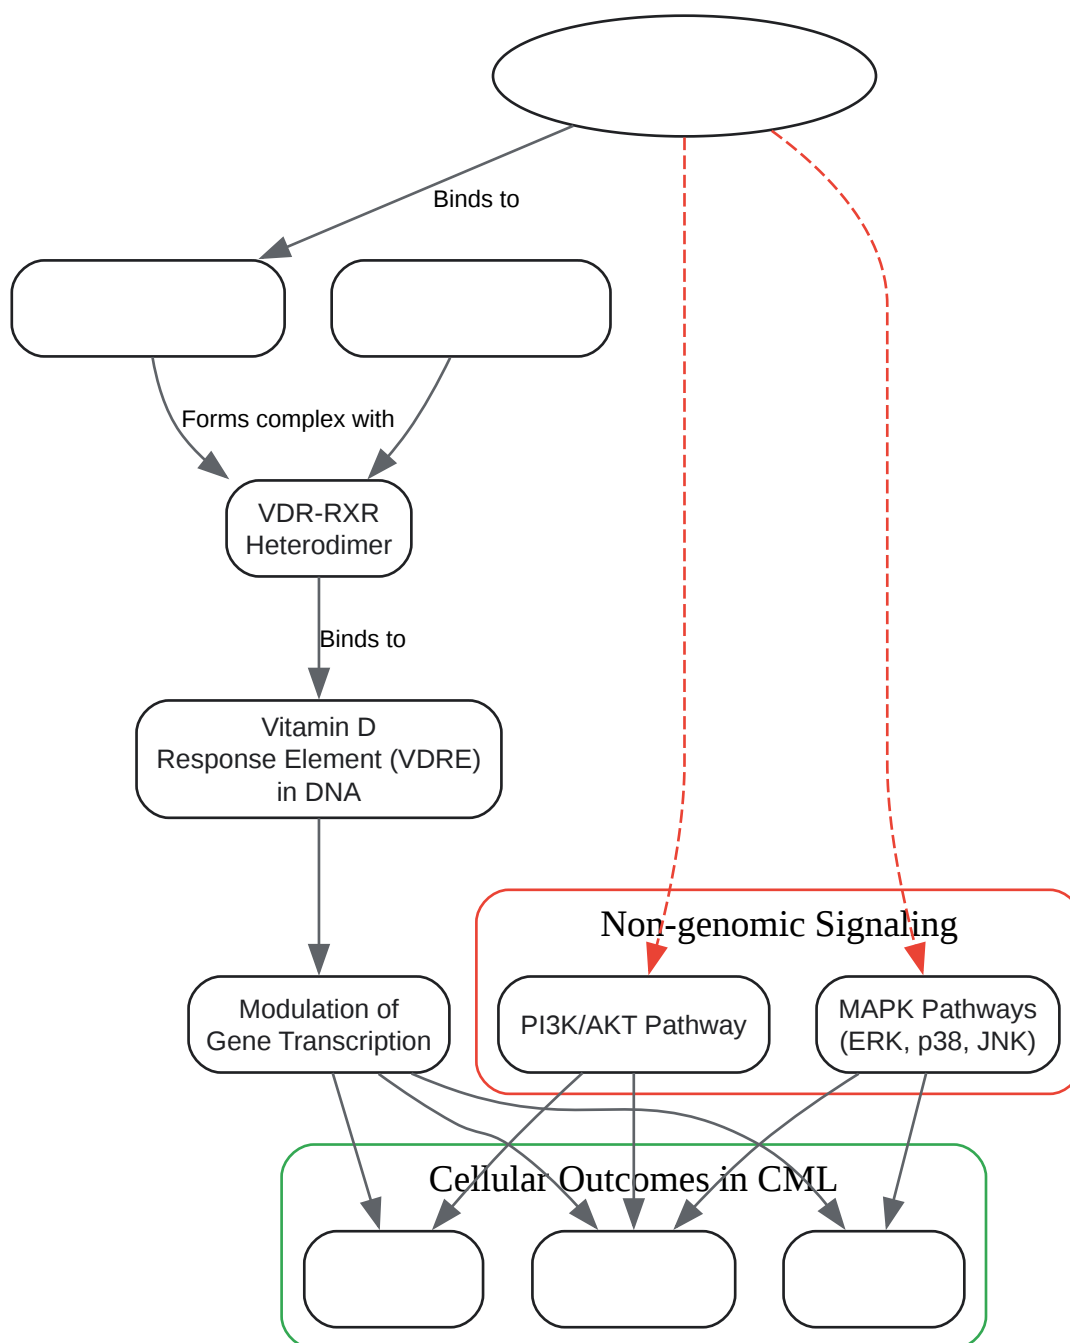 Binds to
Forms complex with
VDR-RXR
Heterodimer
Binds to
Vitamin D
Response Element (VDRE)
in DNA
Non-genomic Signaling
Modulation of
Gene Transcription
PI3K/AKT Pathway
MAPK Pathways
(ERK, p38, JNK)
Cellular Outcomes in CML